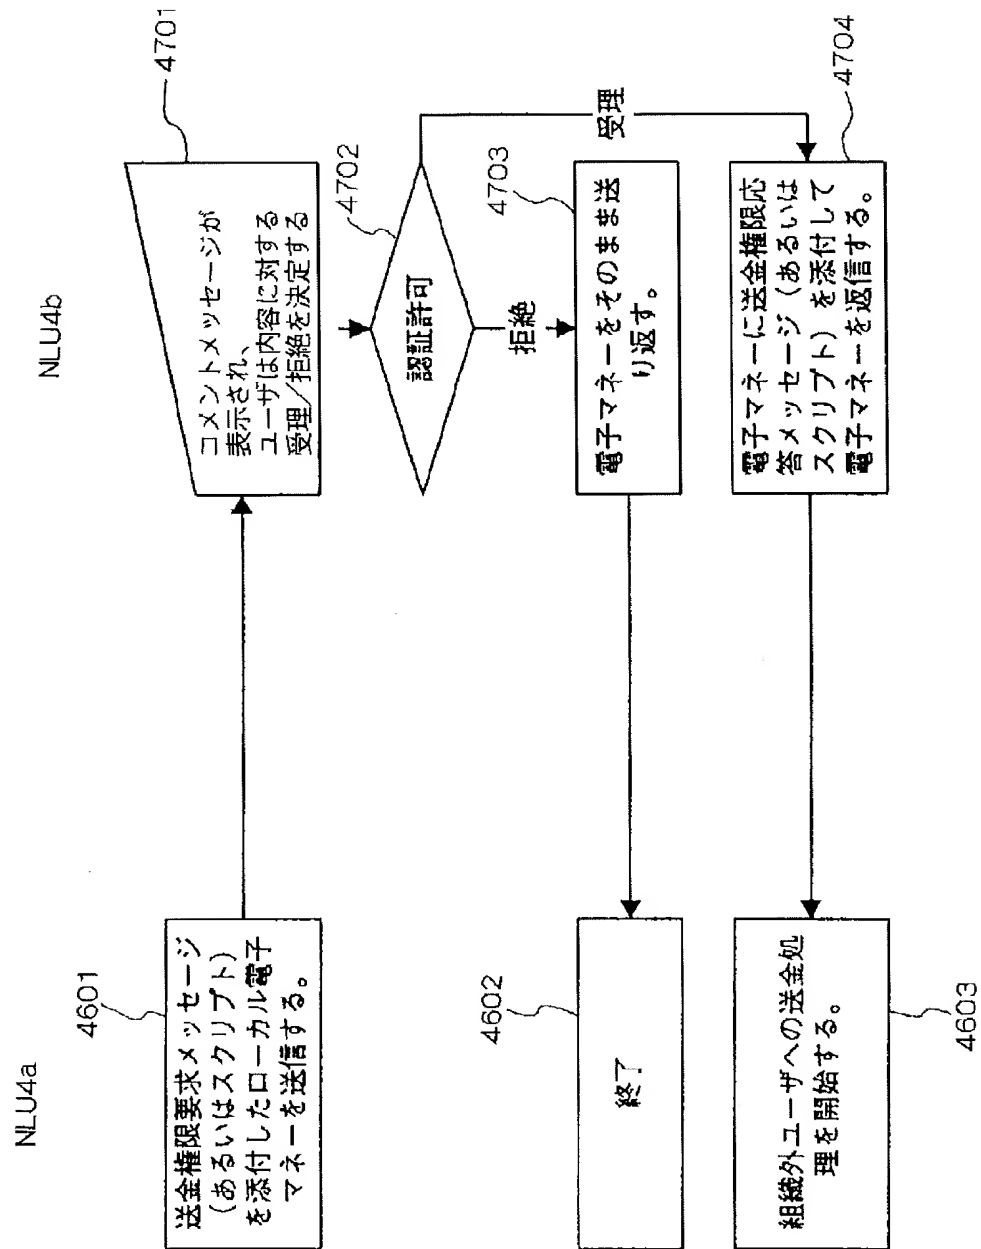 NLU4a
NLU4b
4601
送金権限要求メッセージ
(あるいはスクリプト)
を添付したローカル電子
マネーを送信する。
4701
コメントメッセージが
表示され、
ユーザは内容に対する
受理/拒絶を決定する
4702
認証許可
拒絶
受理
4703
電子マネーをそのまま送
り返す。
4602
終了
4704
電子マネーに送金権限応
答メッセージ(あるいは
スクリプト)を添付して
電子マネーを返信する。
4603
組織外ユーザへの送金処
理を開始する。